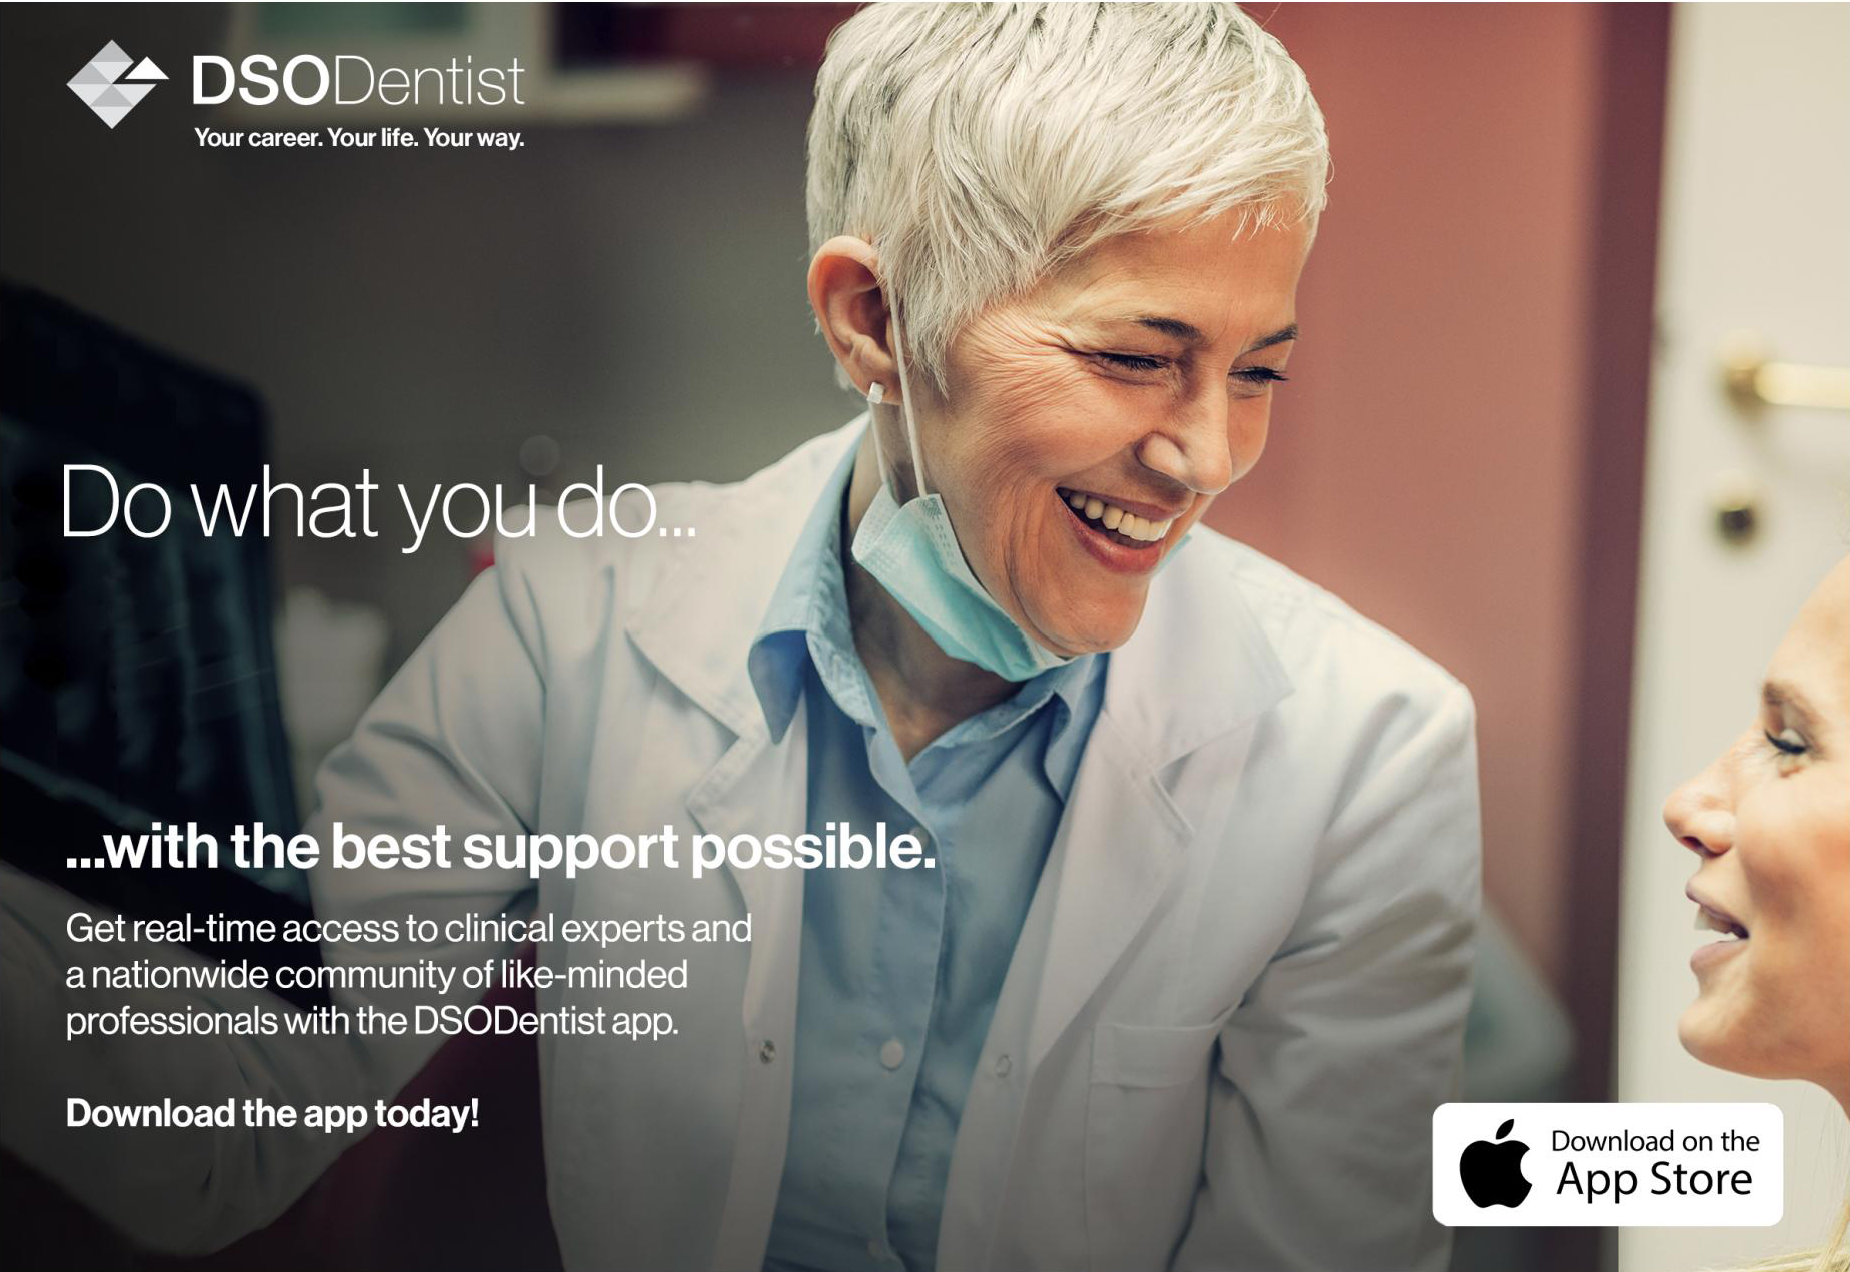 DSODentist
Your career. Your life. Your way.
Do what you do...
...with the best support possible.
Get real-time access to clinical experts and
a nationwide community of like-minded
professionals with the DSODentist app.
Download the app today!
Download on the
App Store